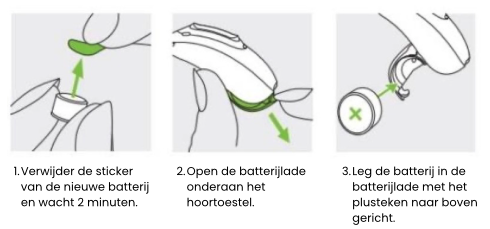 1. Verwijder de sticker
van de nieuwe batterij
en wacht 2 minuten.
2. Open de batterijlade
onderaan het
hoortoestel.
3. Leg de batterij in de
batterijlade met het
plusteken naar boven
gericht.